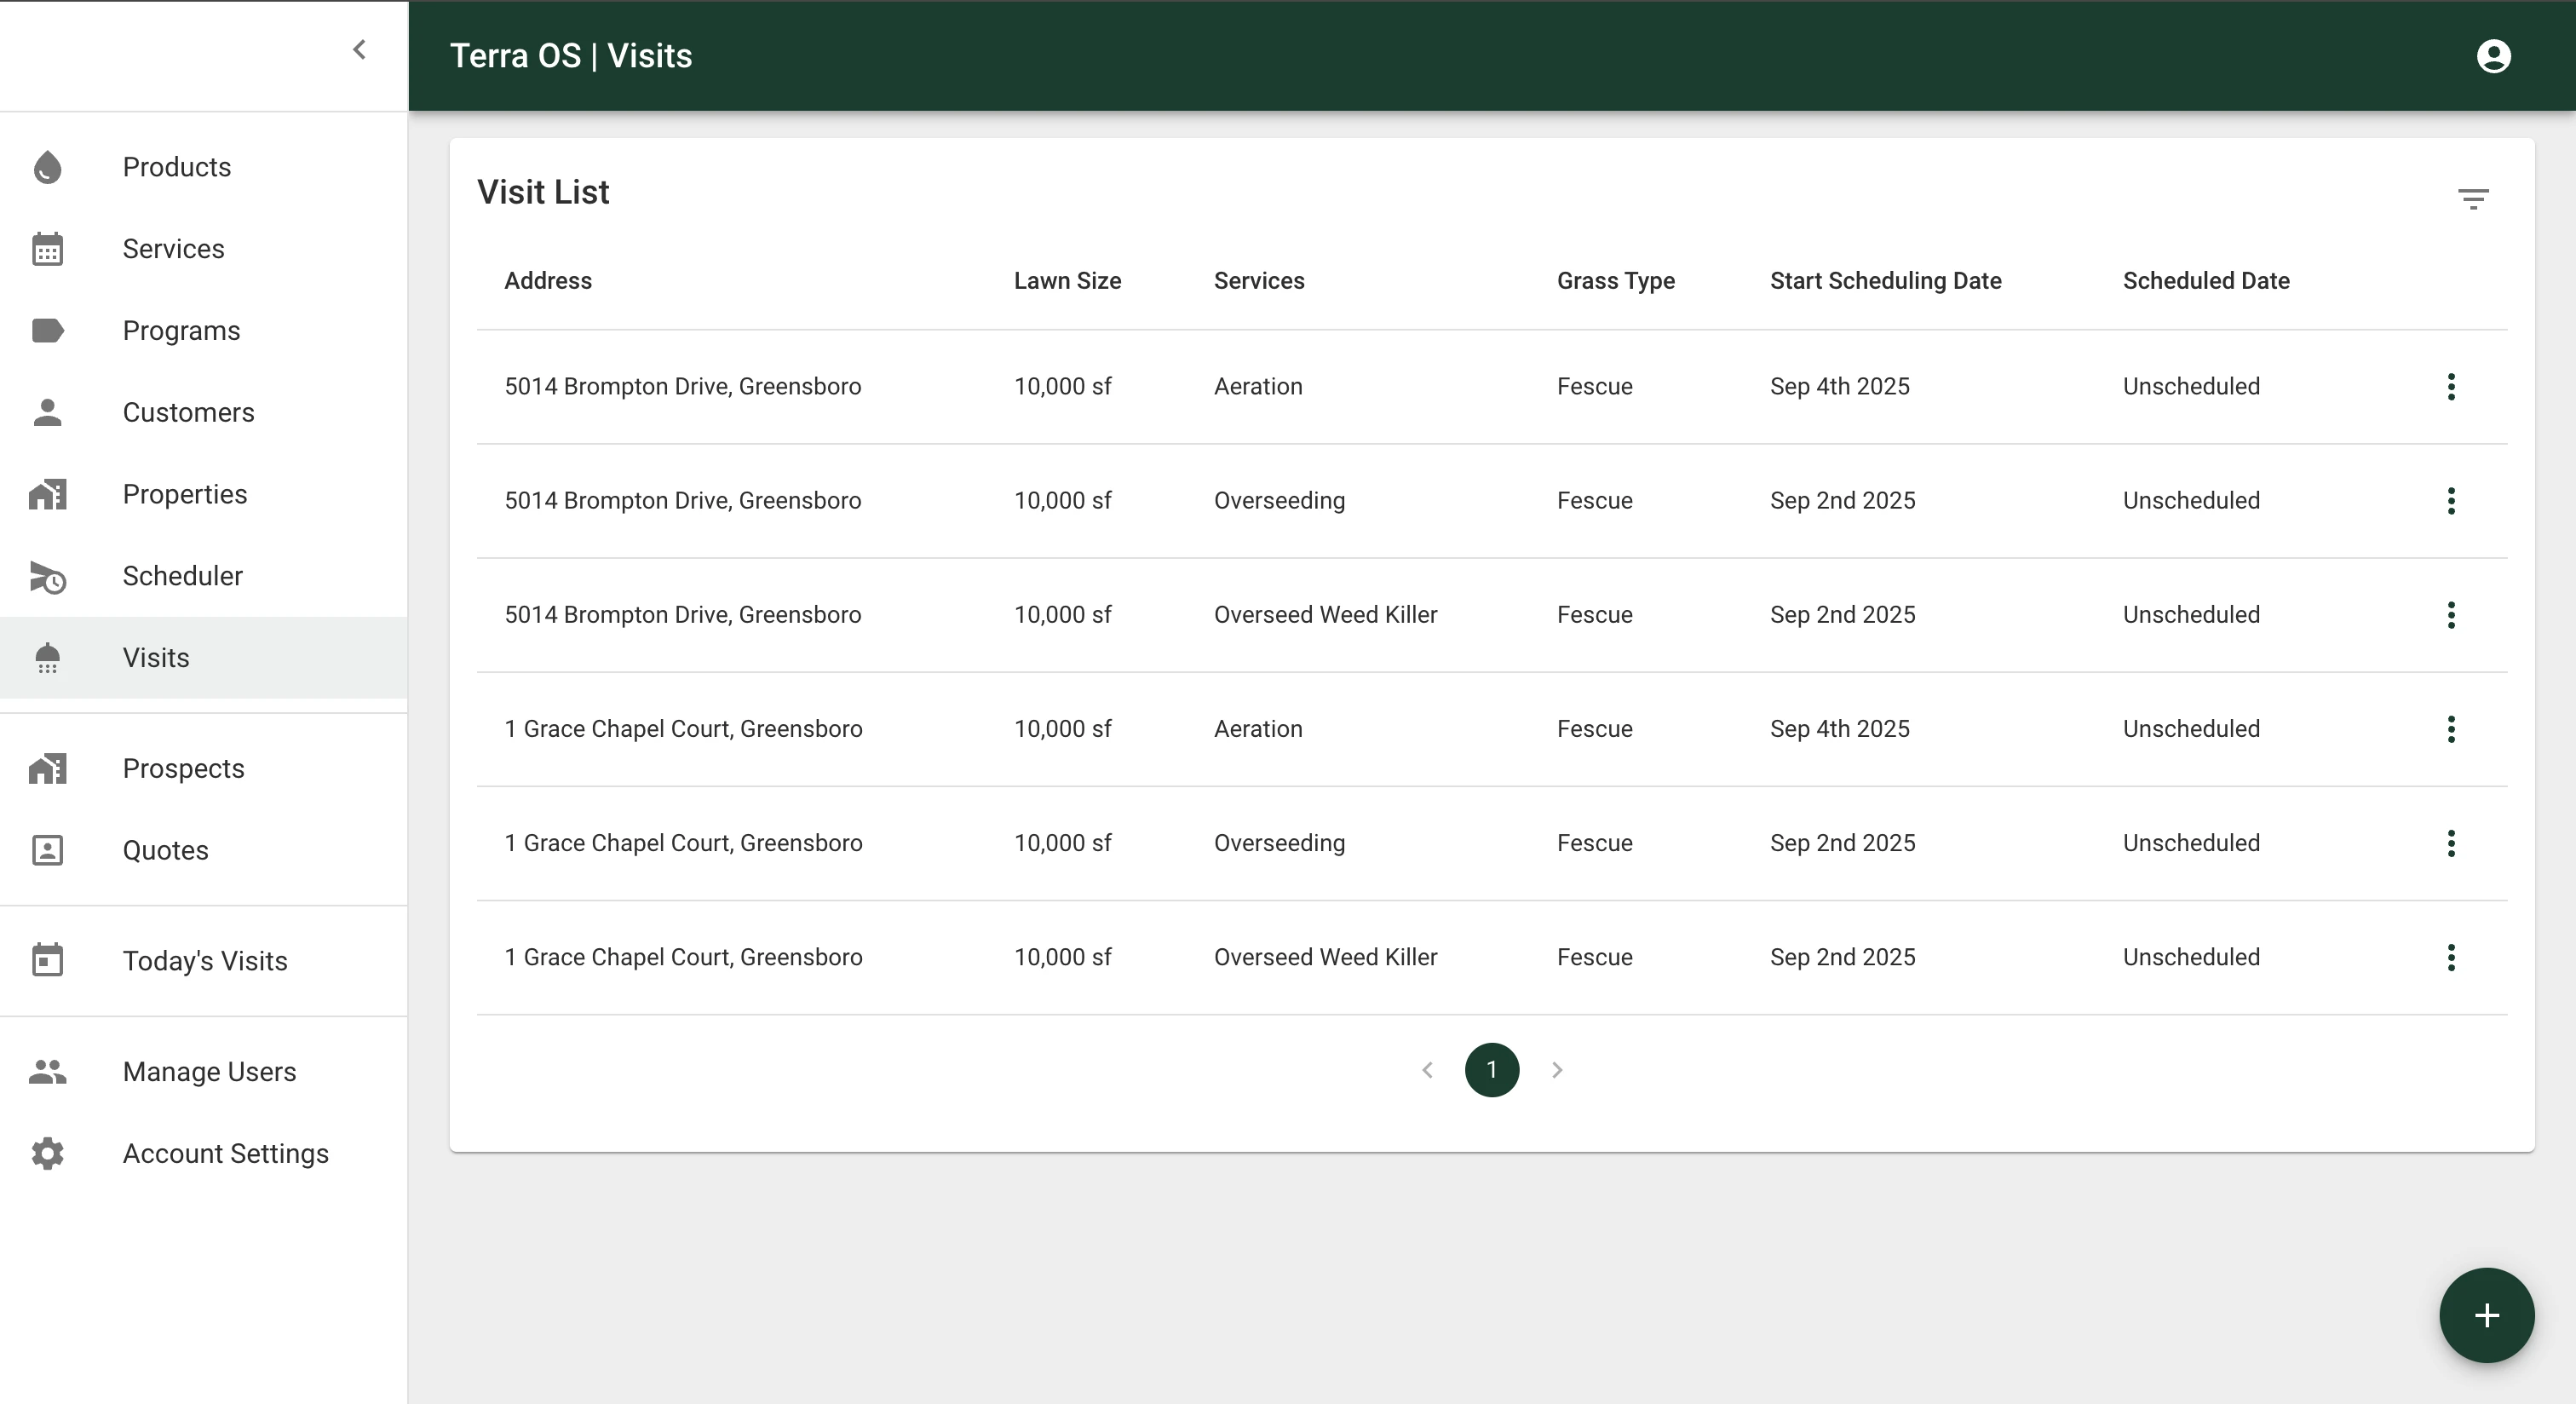 Terra OS | Visits
Products
Services
Programs
Customers
Properties
Scheduler
Visits
Prospects
Quotes
Today's Visits
Manage Users
Account Settings
Visit List
Address Lawn Size Services Grass Type Start Scheduling Date Scheduled Date
5014 Brompton Drive, Greensboro 10,000 sf Aeration Fescue Sep 4th 2025 Unscheduled
5014 Brompton Drive, Greensboro 10,000 sf Overseeding Fescue Sep 2nd 2025 Unscheduled
5014 Brompton Drive, Greensboro 10,000 sf Overseed Weed Killer Fescue Sep 2nd 2025 Unscheduled
1 Grace Chapel Court, Greensboro 10,000 sf Aeration Fescue Sep 4th 2025 Unscheduled
1 Grace Chapel Court, Greensboro 10,000 sf Overseeding Fescue Sep 2nd 2025 Unscheduled
1 Grace Chapel Court, Greensboro 10,000 sf Overseed Weed Killer Fescue Sep 2nd 2025 Unscheduled
1